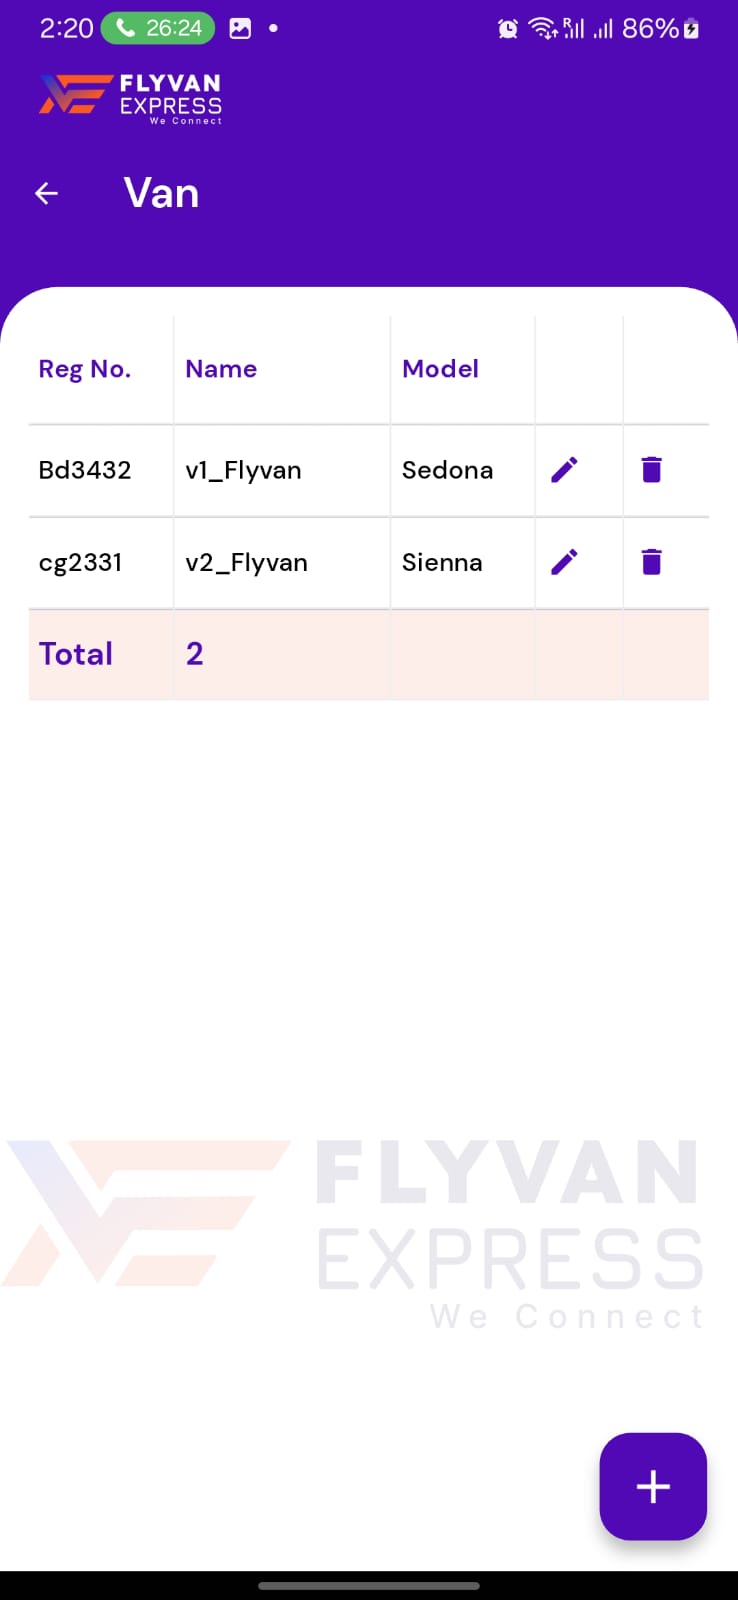 2:20 26:24 86%
FLYVAN
EXPRESS
We Connect
Van
Reg No. Name Model
Bd3432 v1_Flyvan Sedona
cg2331 v2_Flyvan Sienna
Total 2
FLYVAN
EXPRESS
We Connect